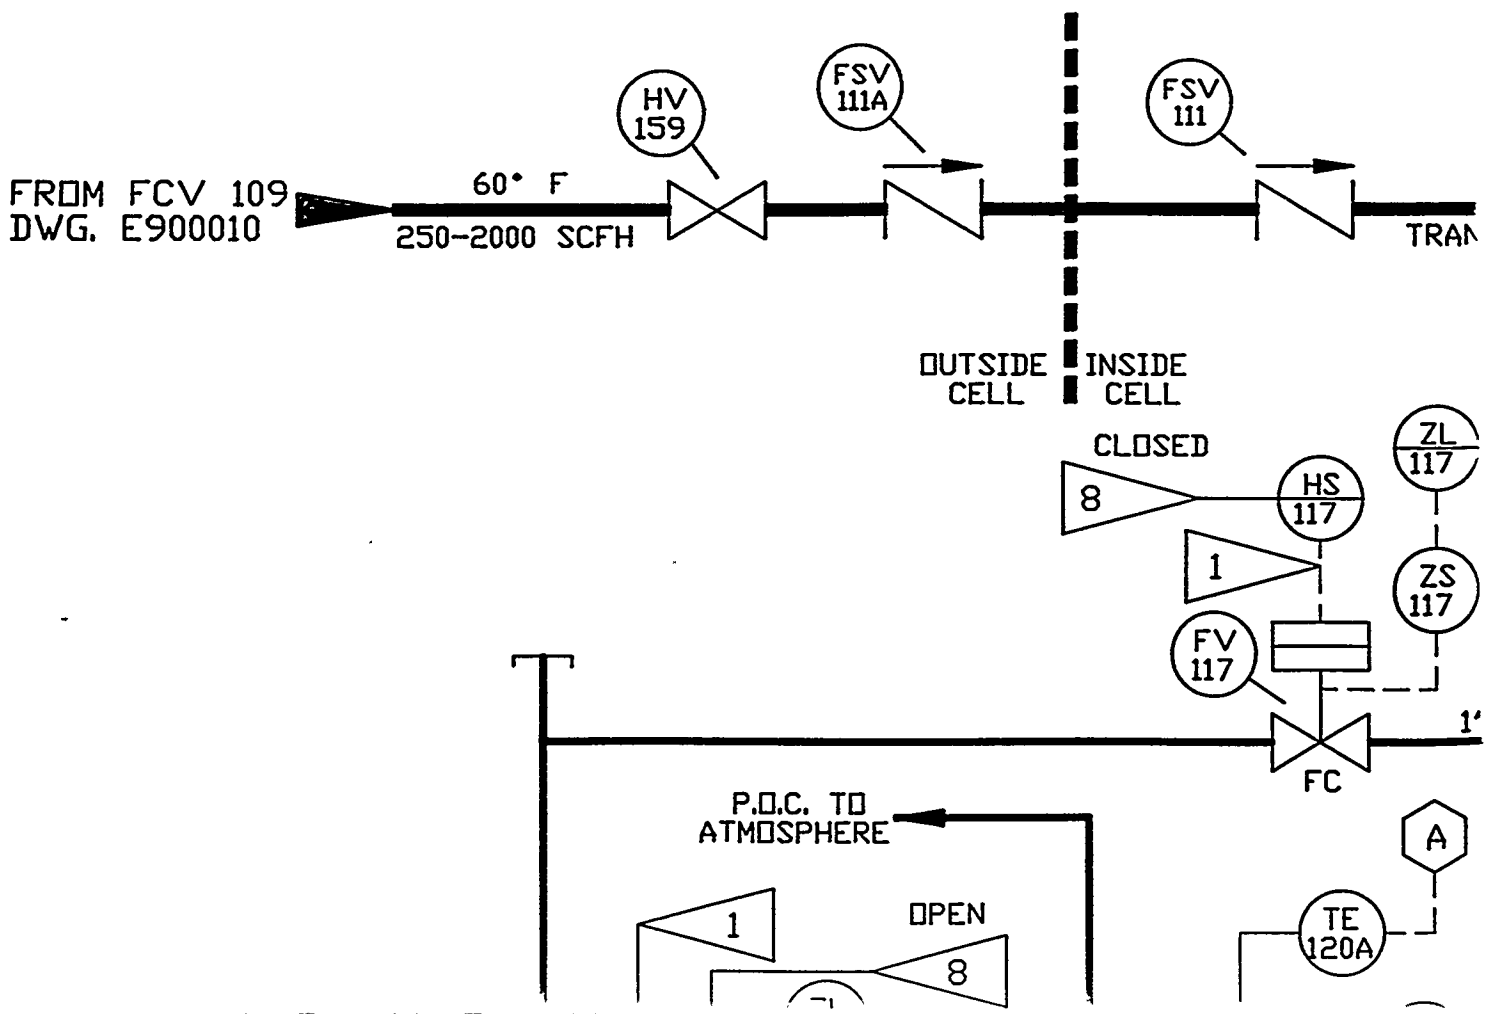 HV
159
FSV
111A
FSV
111
FROM FCV 109
DWG. E900010
60° F
250-2000 SCFH
OUTSIDE
CELL
INSIDE
CELL
CLOSED
8
HS
117
ZL
117
1
ZS
117
FV
117
FC
P.O.C. TO
ATMOSPHERE
A
1
OPEN
8
TE
120A